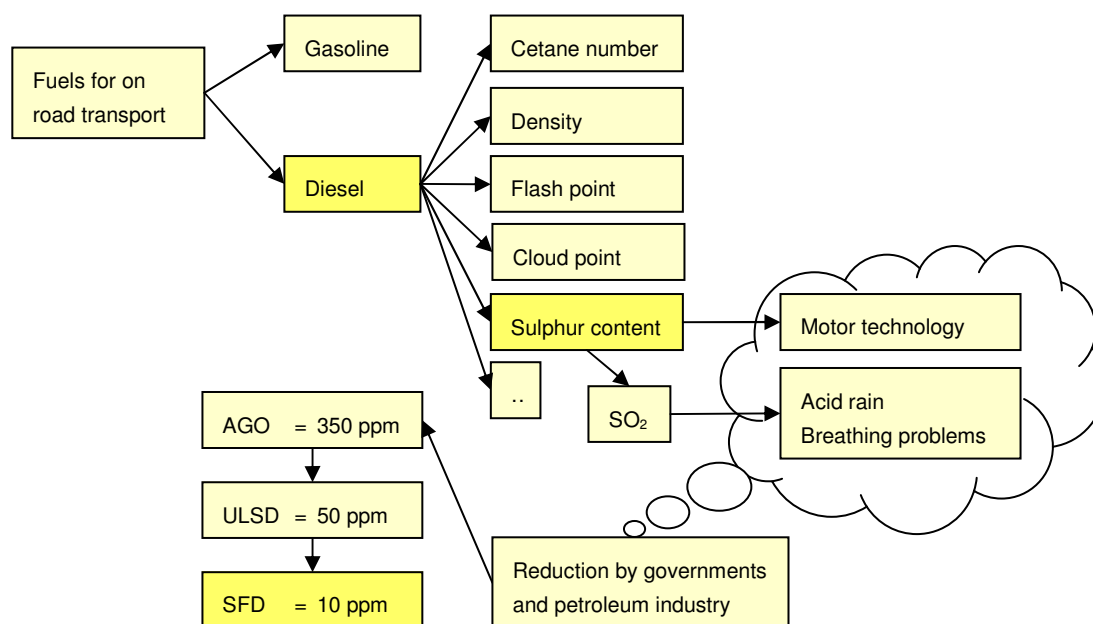 Fuels for on
road transport
Gasoline
Diesel
Cetane number
Density
Flash point
Cloud point
Sulphur content
..
SO₂
Motor technology
Acid rain
Breathing problems
AGO = 350 ppm
ULSD = 50 ppm
SFD = 10 ppm
Reduction by governments
and petroleum industry